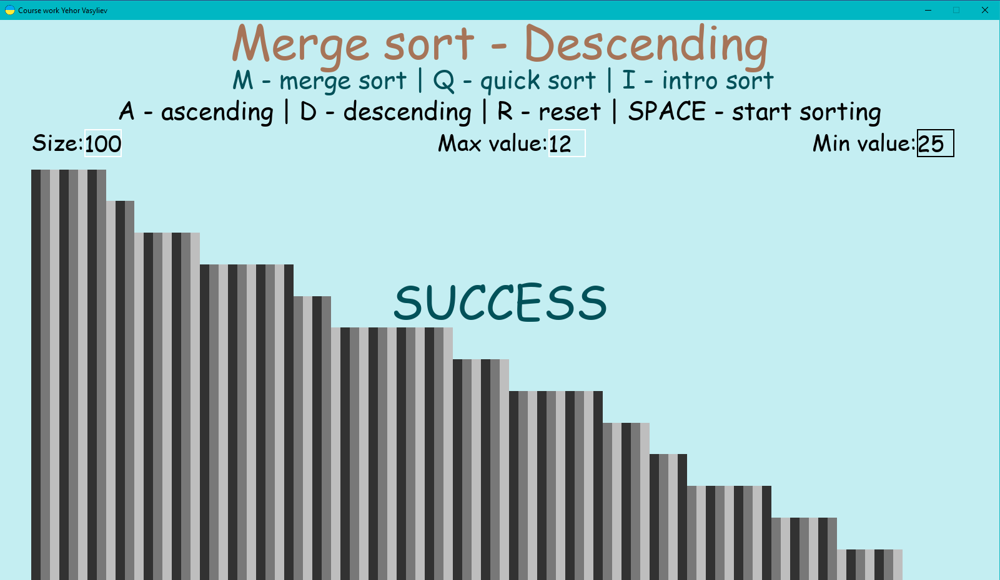 Course work Yehor Vasyliev
Merge sort - Descending
M - merge sort | Q - quick sort | I - intro sort
A - ascending | D - descending | R - reset | SPACE - start sorting
Size:100 Max value:12 Min value:25
SUCCESS